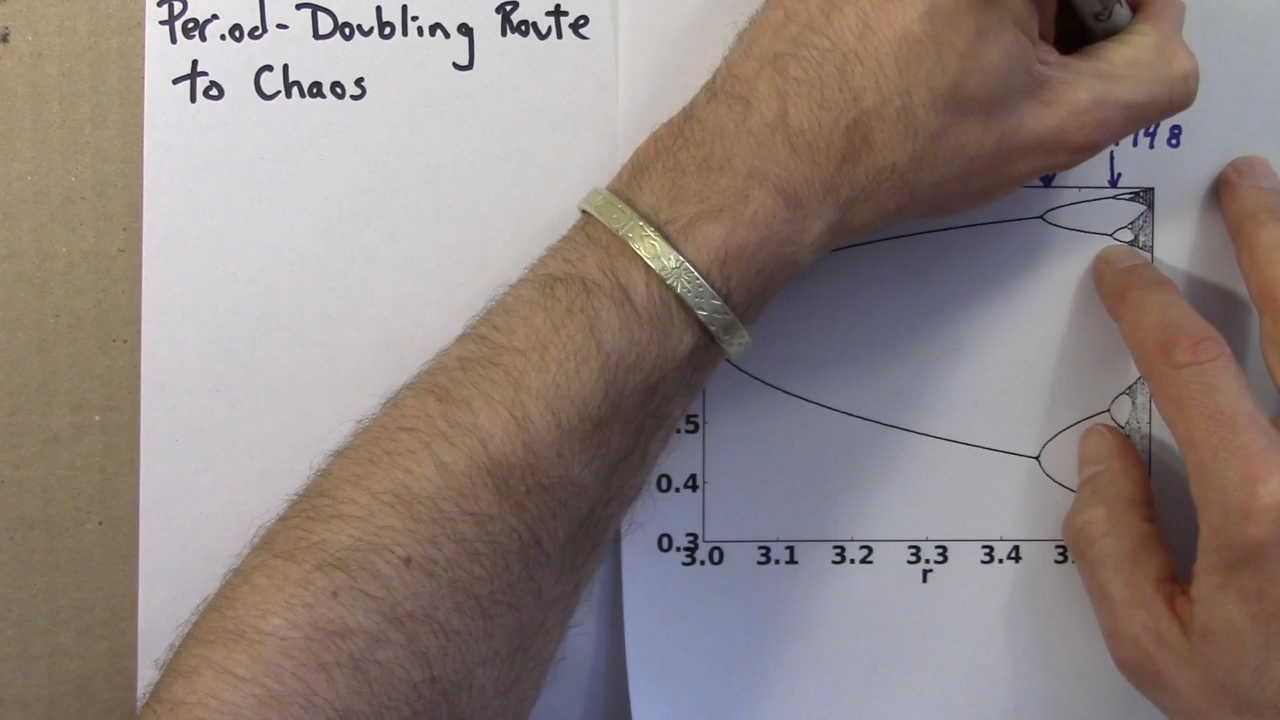 Period-Doubling Route
to Chaos
.5
0.4
0.3
3.0 3.1 3.2 3.3 3.4 3.
r